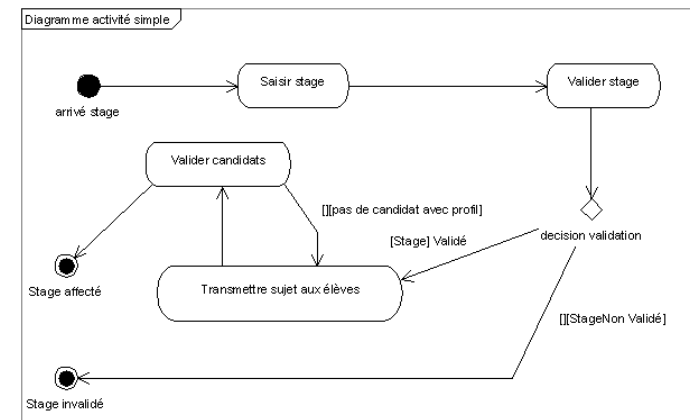 Diagramme activité simple
Saisir stage
Valider stage
arrivé stage
Valider candidats
[][pas de candidat avec profil]
[Stage] Validé
decision validation
Stage affecté
Transmettre sujet aux élèves
[][StageNon Validé]
Stage invalidé